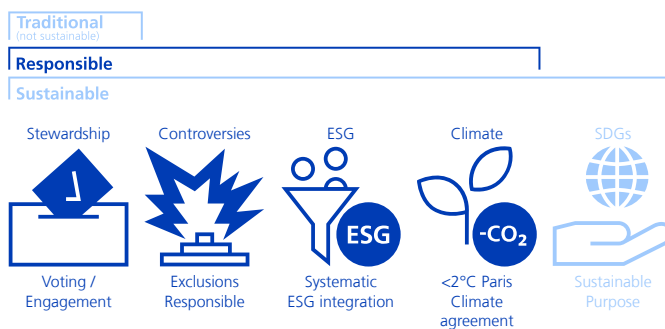 Traditional
(not sustainable)
Responsible
Sustainable
Stewardship
Controversies
ESG
Climate
SDGs
ESG
-CO₂
Voting /
Engagement
Exclusions
Responsible
Systematic
ESG integration
<2°C Paris
Climate
agreement
Sustainable
Purpose